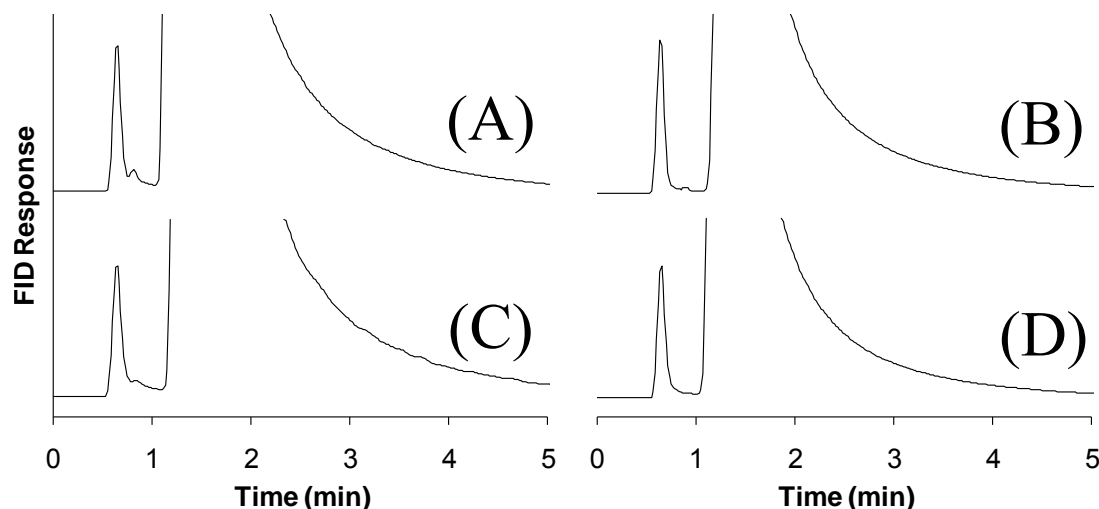 (A)
(B)
FID Response
(C)
(D)
0 1 2 3 4 5
0 1 2 3 4 5
Time (min)
Time (min)